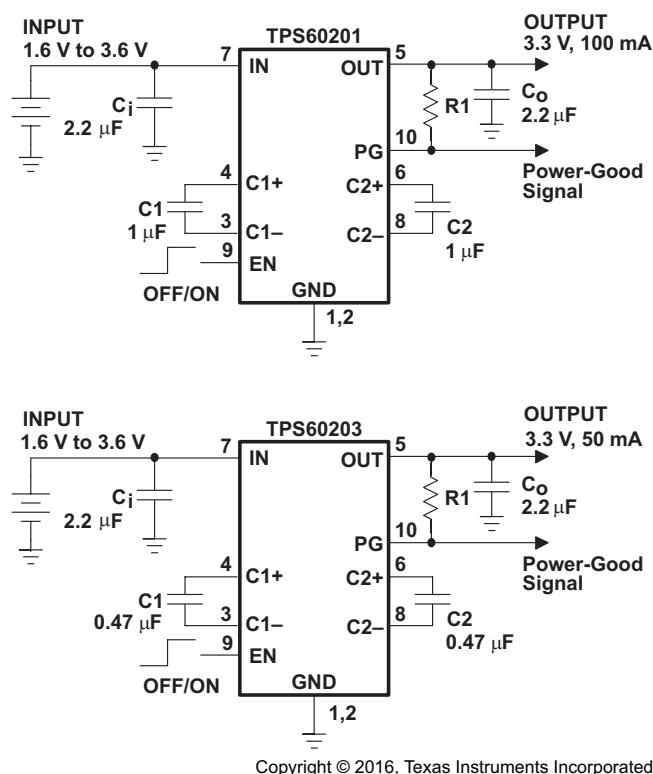 INPUT
1.6 V to 3.6 V
TPS60201
OUTPUT
3.3 V, 100 mA
7
IN
5
OUT
Ci
2.2 µF
R1
Co
2.2 µF
10
PG
Power-Good
Signal
4
C1+
6
C2+
C1
1 µF
3
C1–
8
C2–
C2
1 µF
9
EN
OFF/ON
GND
1,2
INPUT
1.6 V to 3.6 V
TPS60203
OUTPUT
3.3 V, 50 mA
7
IN
5
OUT
Ci
2.2 µF
R1
Co
2.2 µF
10
PG
Power-Good
Signal
4
C1+
6
C2+
C1
0.47 µF
3
C1–
8
C2–
C2
0.47 µF
9
EN
OFF/ON
GND
1,2
Copyright © 2016, Texas Instruments Incorporated